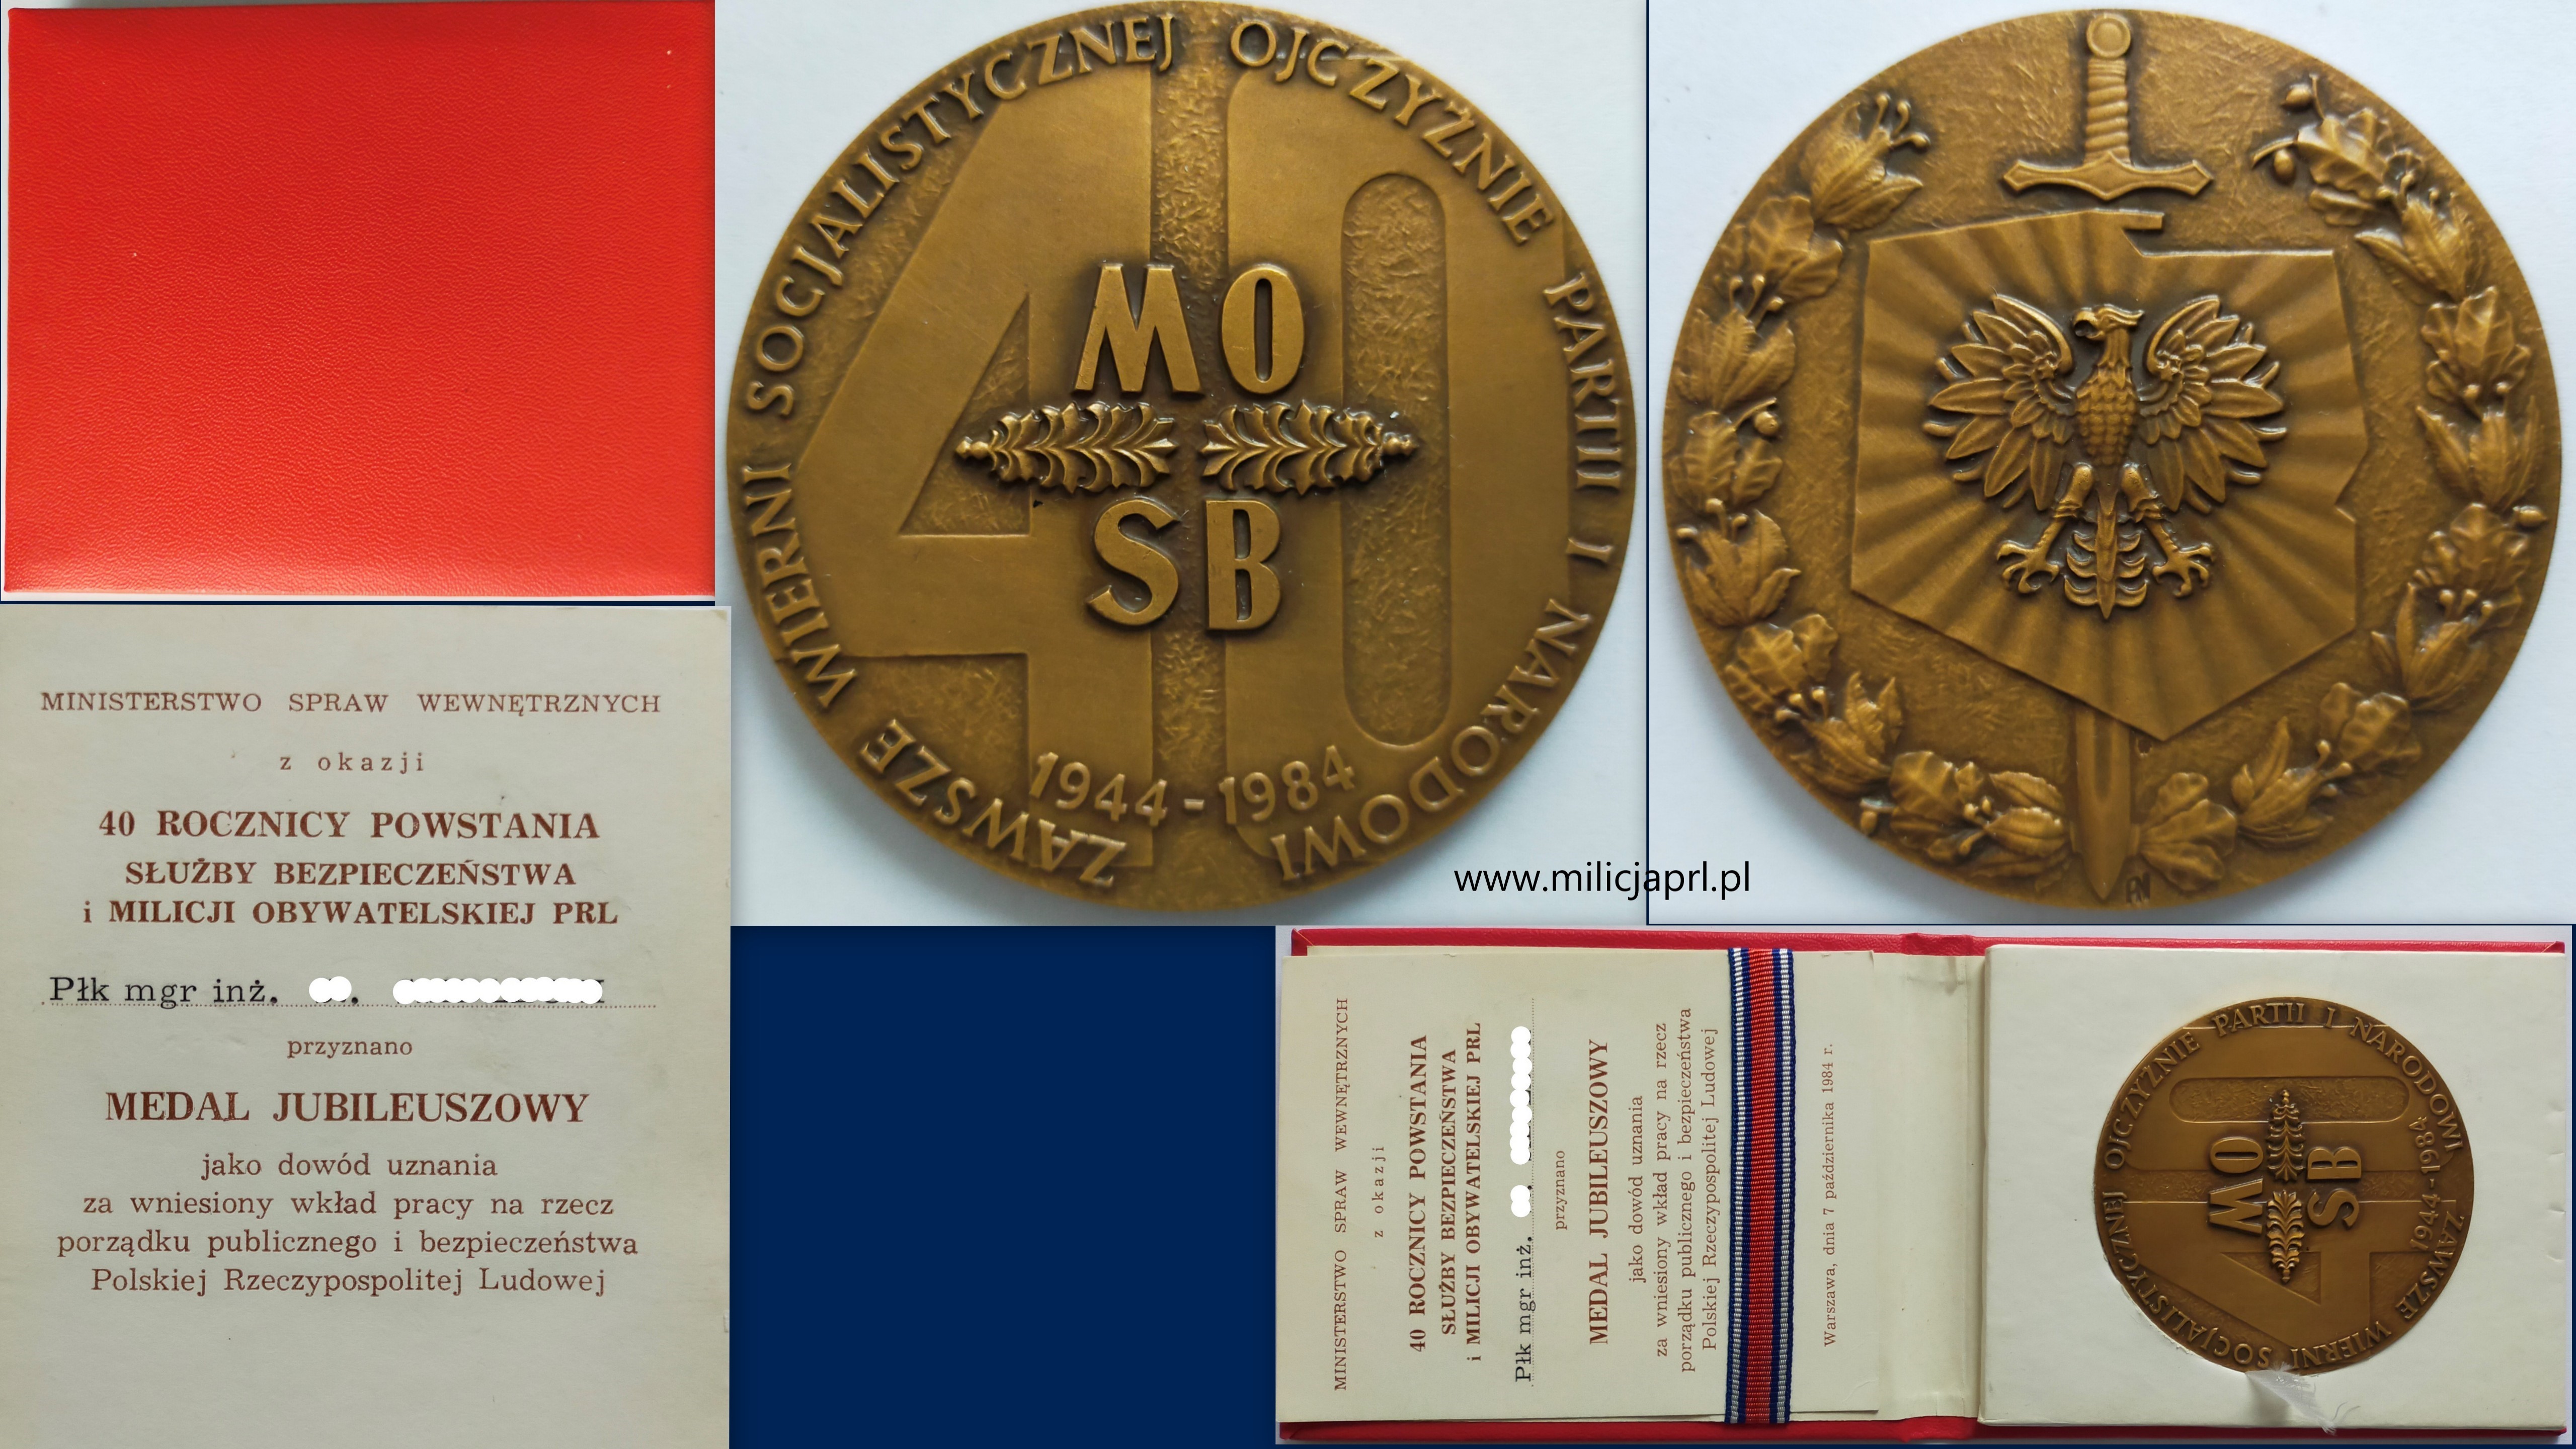 ZAWSZE WIERNI SOCJALISTYCZNEJ OJCZYŹNIE PARTII I NARODOWI
MO
SB
1944-1984
www.milicjaprl.pl
MINISTERSTWO SPRAW WEWNĘTRZNYCH
z okazji
40 ROCZNICY POWSTANIA
SŁUŻBY BEZPIECZEŃSTWA
i MILICJI OBYWATELSKIEJ PRL
Płk mgr inż.
przyznano
MEDAL JUBILEUSZOWY
jako dowód uznania
za wniesiony wkład pracy na rzecz
porządku publicznego i bezpieczeństwa
Polskiej Rzeczypospolitej Ludowej
MINISTERSTWO SPRAW WEWNĘTRZNYCH
z okazji
40 ROCZNICY POWSTANIA
SŁUŻBY BEZPIECZEŃSTWA
i MILICJI OBYWATELSKIEJ PRL
Płk mgr inż.
przyznano
MEDAL JUBILEUSZOWY
jako dowód uznania
za wniesiony wkład pracy na rzecz
porządku publicznego i bezpieczeństwa
Polskiej Rzeczypospolitej Ludowej
Warszawa, dnia 7 października 1984 r.
ZAWSZE WIERNI SOCJALISTYCZNEJ OJCZYŹNIE PARTII I NARODOWI
MO
SB
1944-1984